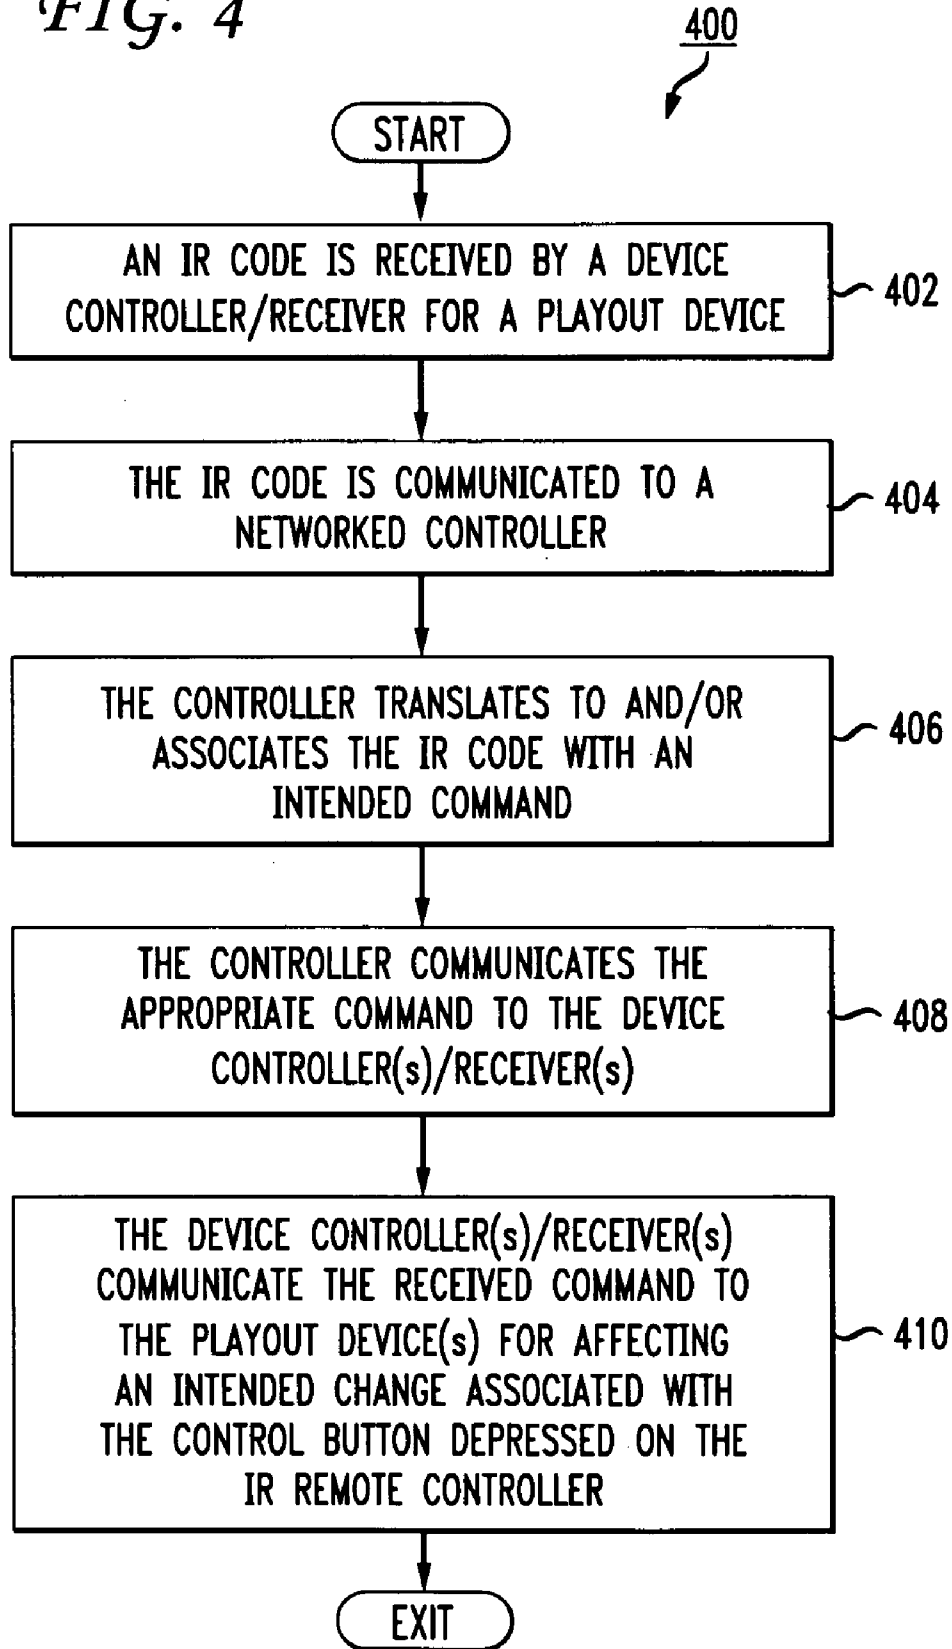 FIG. 4
400
START
AN IR CODE IS RECEIVED BY A DEVICE
CONTROLLER/RECEIVER FOR A PLAYOUT DEVICE
402
THE IR CODE IS COMMUNICATED TO A
NETWORKED CONTROLLER
404
THE CONTROLLER TRANSLATES TO AND/OR
ASSOCIATES THE IR CODE WITH AN
INTENDED COMMAND
406
THE CONTROLLER COMMUNICATES THE
APPROPRIATE COMMAND TO THE DEVICE
CONTROLLER(s)/RECEIVER(s)
408
THE DEVICE CONTROLLER(s)/RECEIVER(s)
COMMUNICATE THE RECEIVED COMMAND TO
THE PLAYOUT DEVICE(s) FOR AFFECTING
AN INTENDED CHANGE ASSOCIATED WITH
THE CONTROL BUTTON DEPRESSED ON THE
IR REMOTE CONTROLLER
410
EXIT